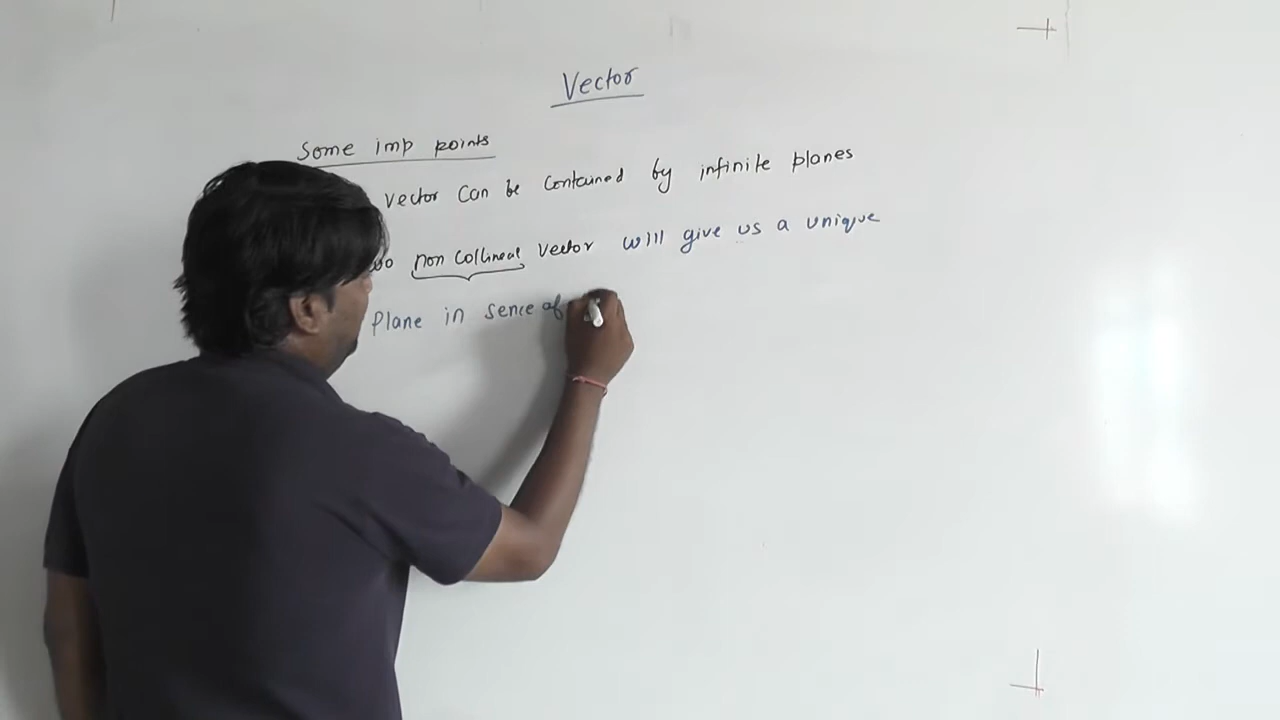 Vector
Some imp points
vector can be contained by infinite planes
non collinear vector will give us a unique
Plane in sence of